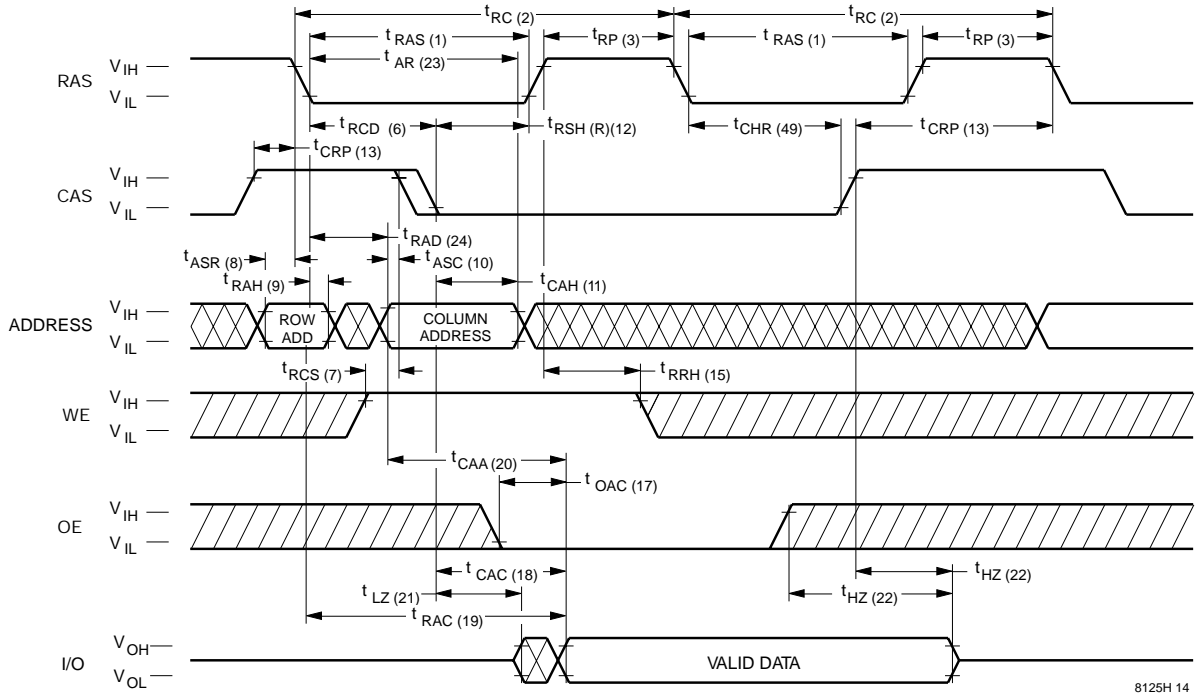 t RC (2) t RC (2)
t RAS (1) t RP (3) t RAS (1) t RP (3)
t AR (23)
RAS V IH
V IL
t RCD (6) t RSH (R)(12) t CHR (49) t CRP (13)
t CRP (13)
CAS V IH
V IL
t RAD (24)
t ASR (8) t ASC (10)
t RAH (9) t CAH (11)
ADDRESS V IH
V IL
ROW ADD
COLUMN ADDRESS
t RCS (7) t RRH (15)
WE V IH
V IL
t CAA (20)
t OAC (17)
OE V IH
V IL
t CAC (18) t HZ (22)
t LZ (21) t HZ (22)
t RAC (19)
I/O V OH
V OL
VALID DATA
8125H 14